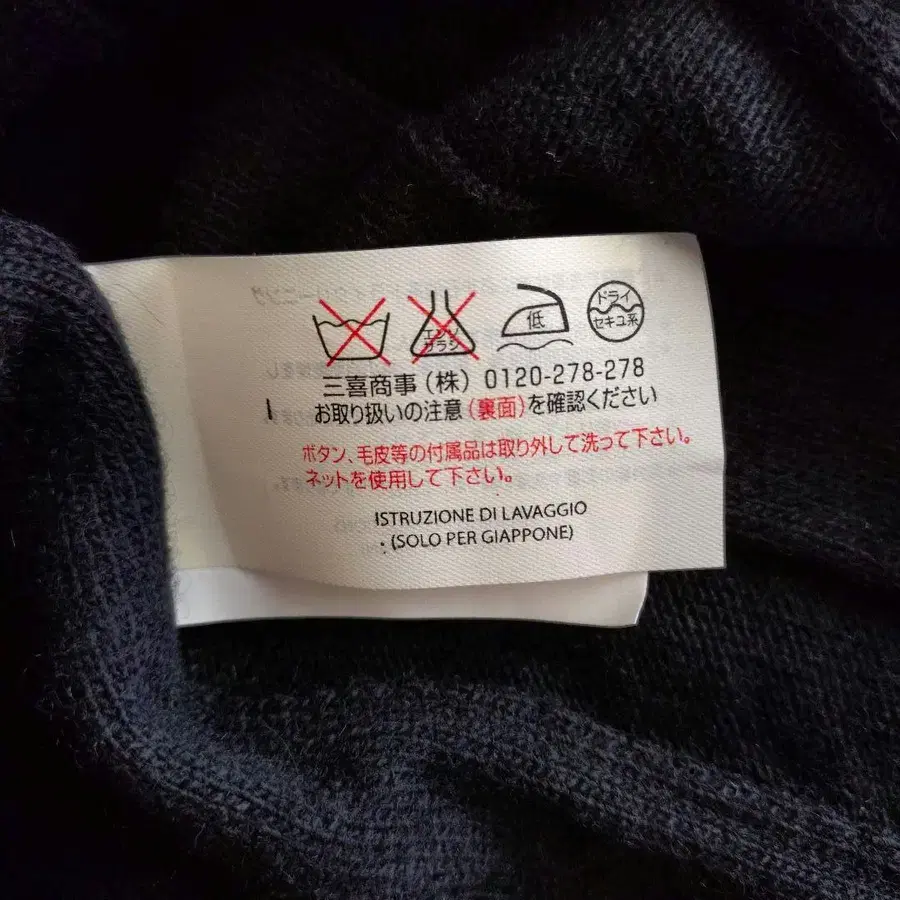 エンソ
サラシ
低
ドライ
セキユ系
三喜商事 (株) 0120-278-278
お取り扱いの注意(裏面)を確認ください
ボタン、毛皮等の付属品は取り外して洗って下さい。
ネットを使用して下さい。
ISTRUZIONE DI LAVAGGIO
(SOLO PER GIAPPONE)